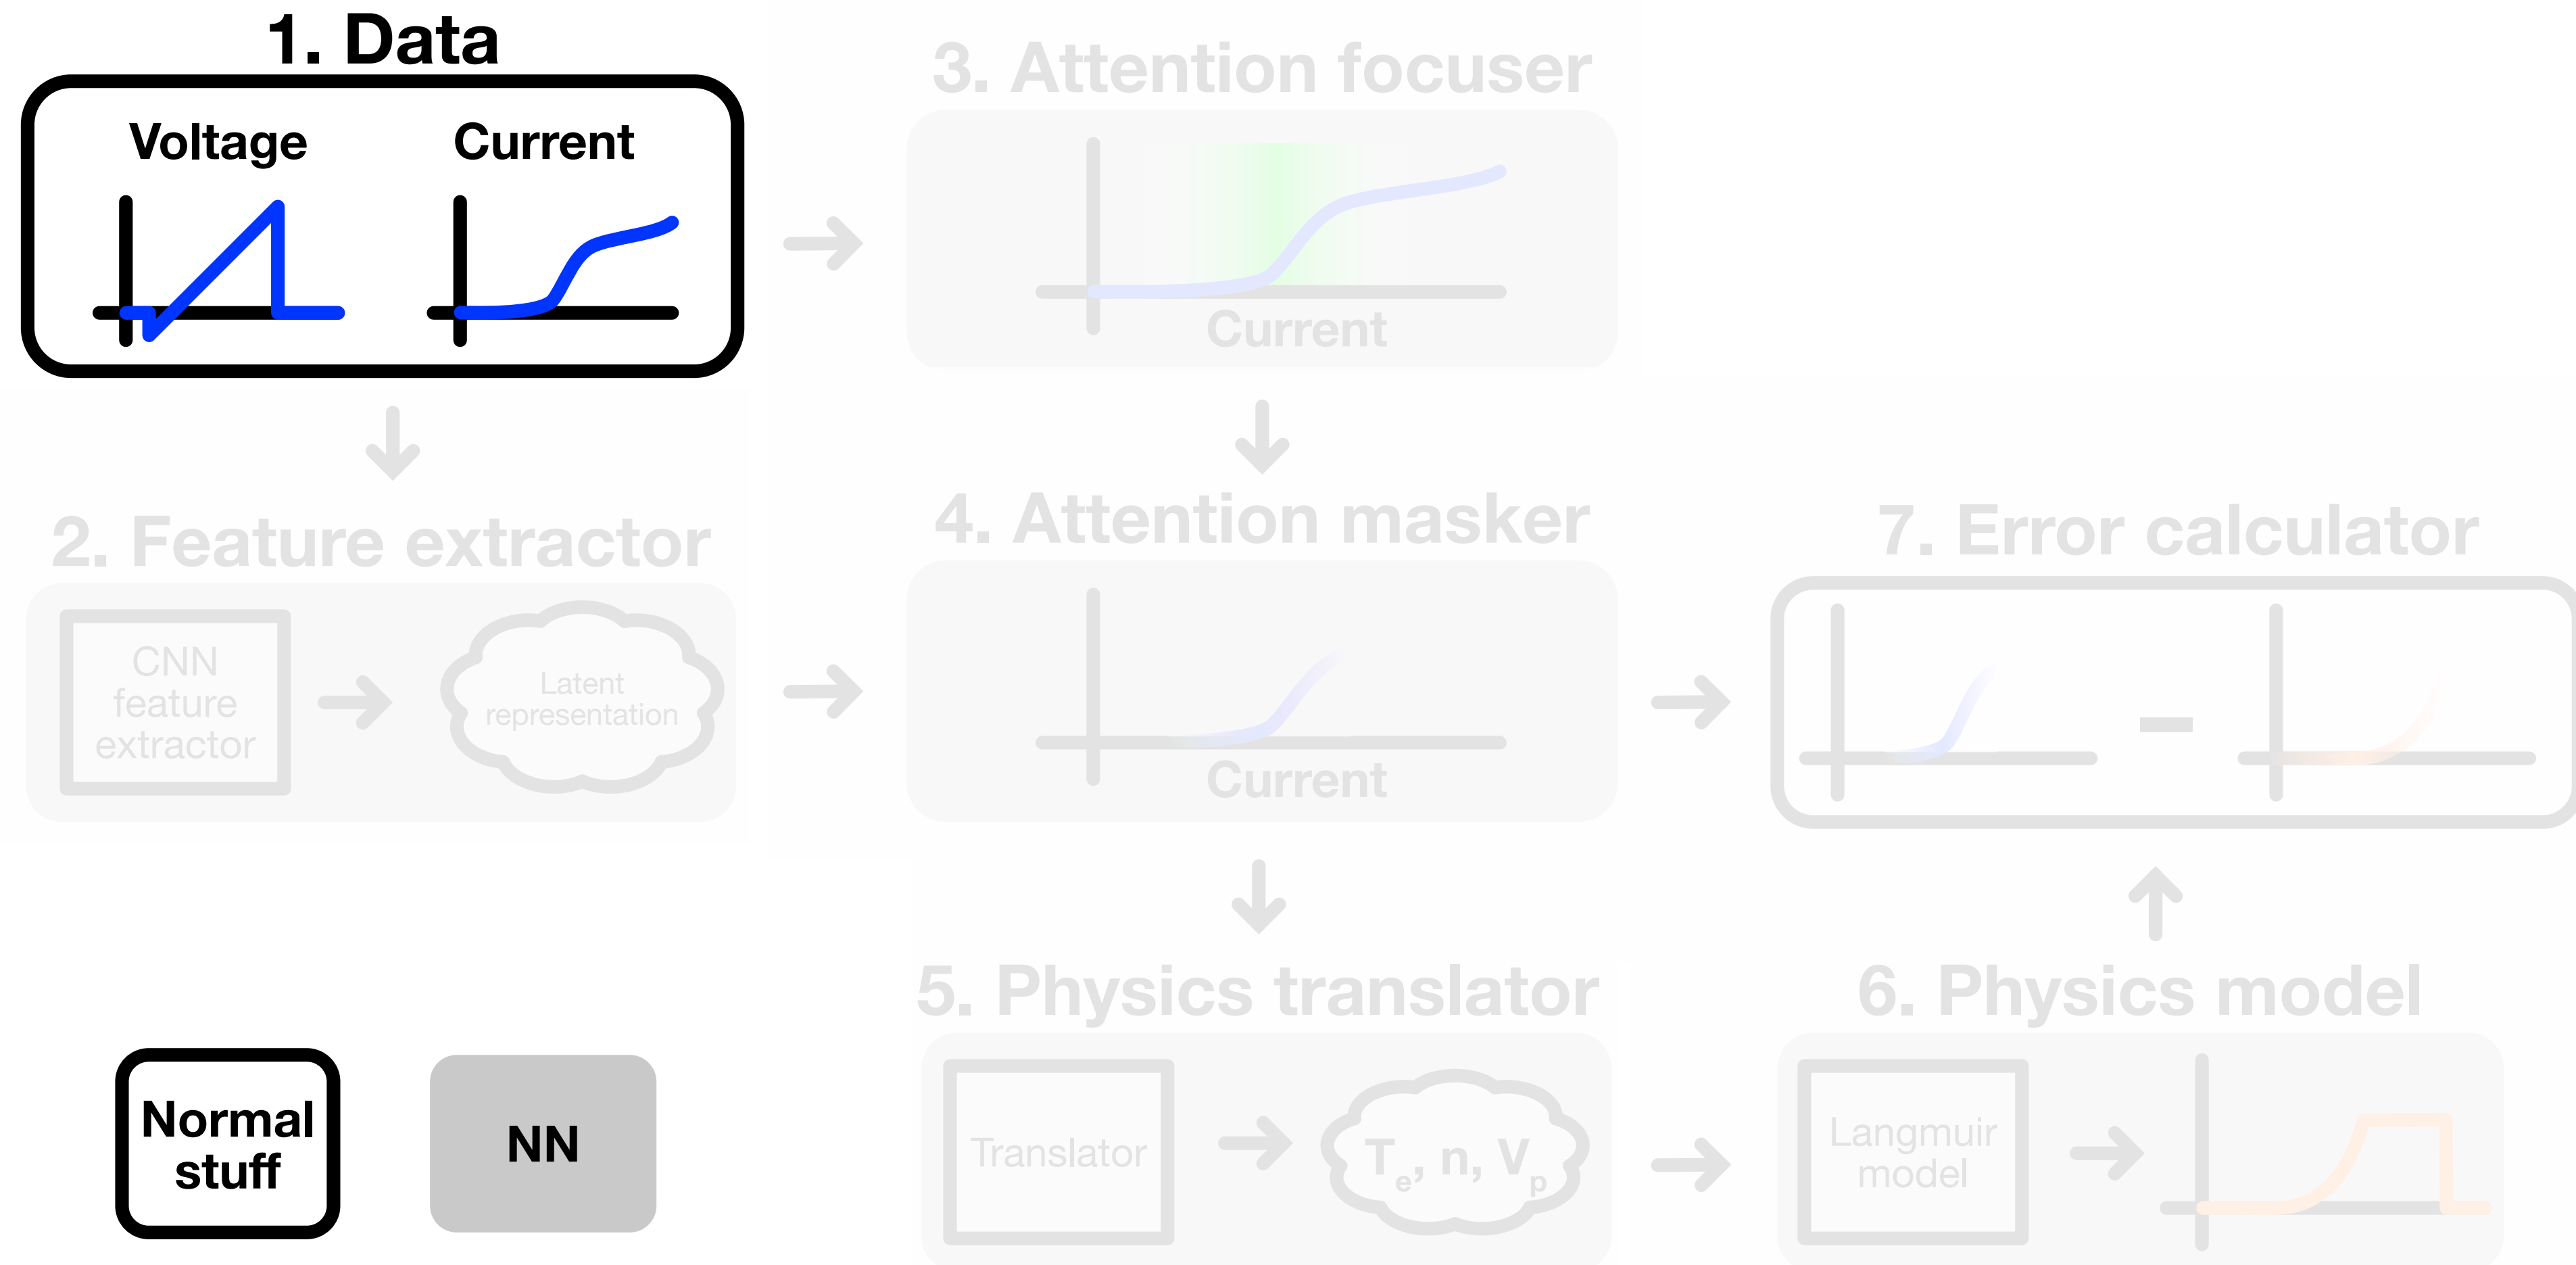 1. Data
Voltage
Current
2. Feature extractor
CNN
feature
extractor
Latent
representation
3. Attention focuser
Current
4. Attention masker
Current
5. Physics translator
Translator
Te, n, Vp
6. Physics model
Langmuir
model
7. Error calculator
Normal
stuff
NN